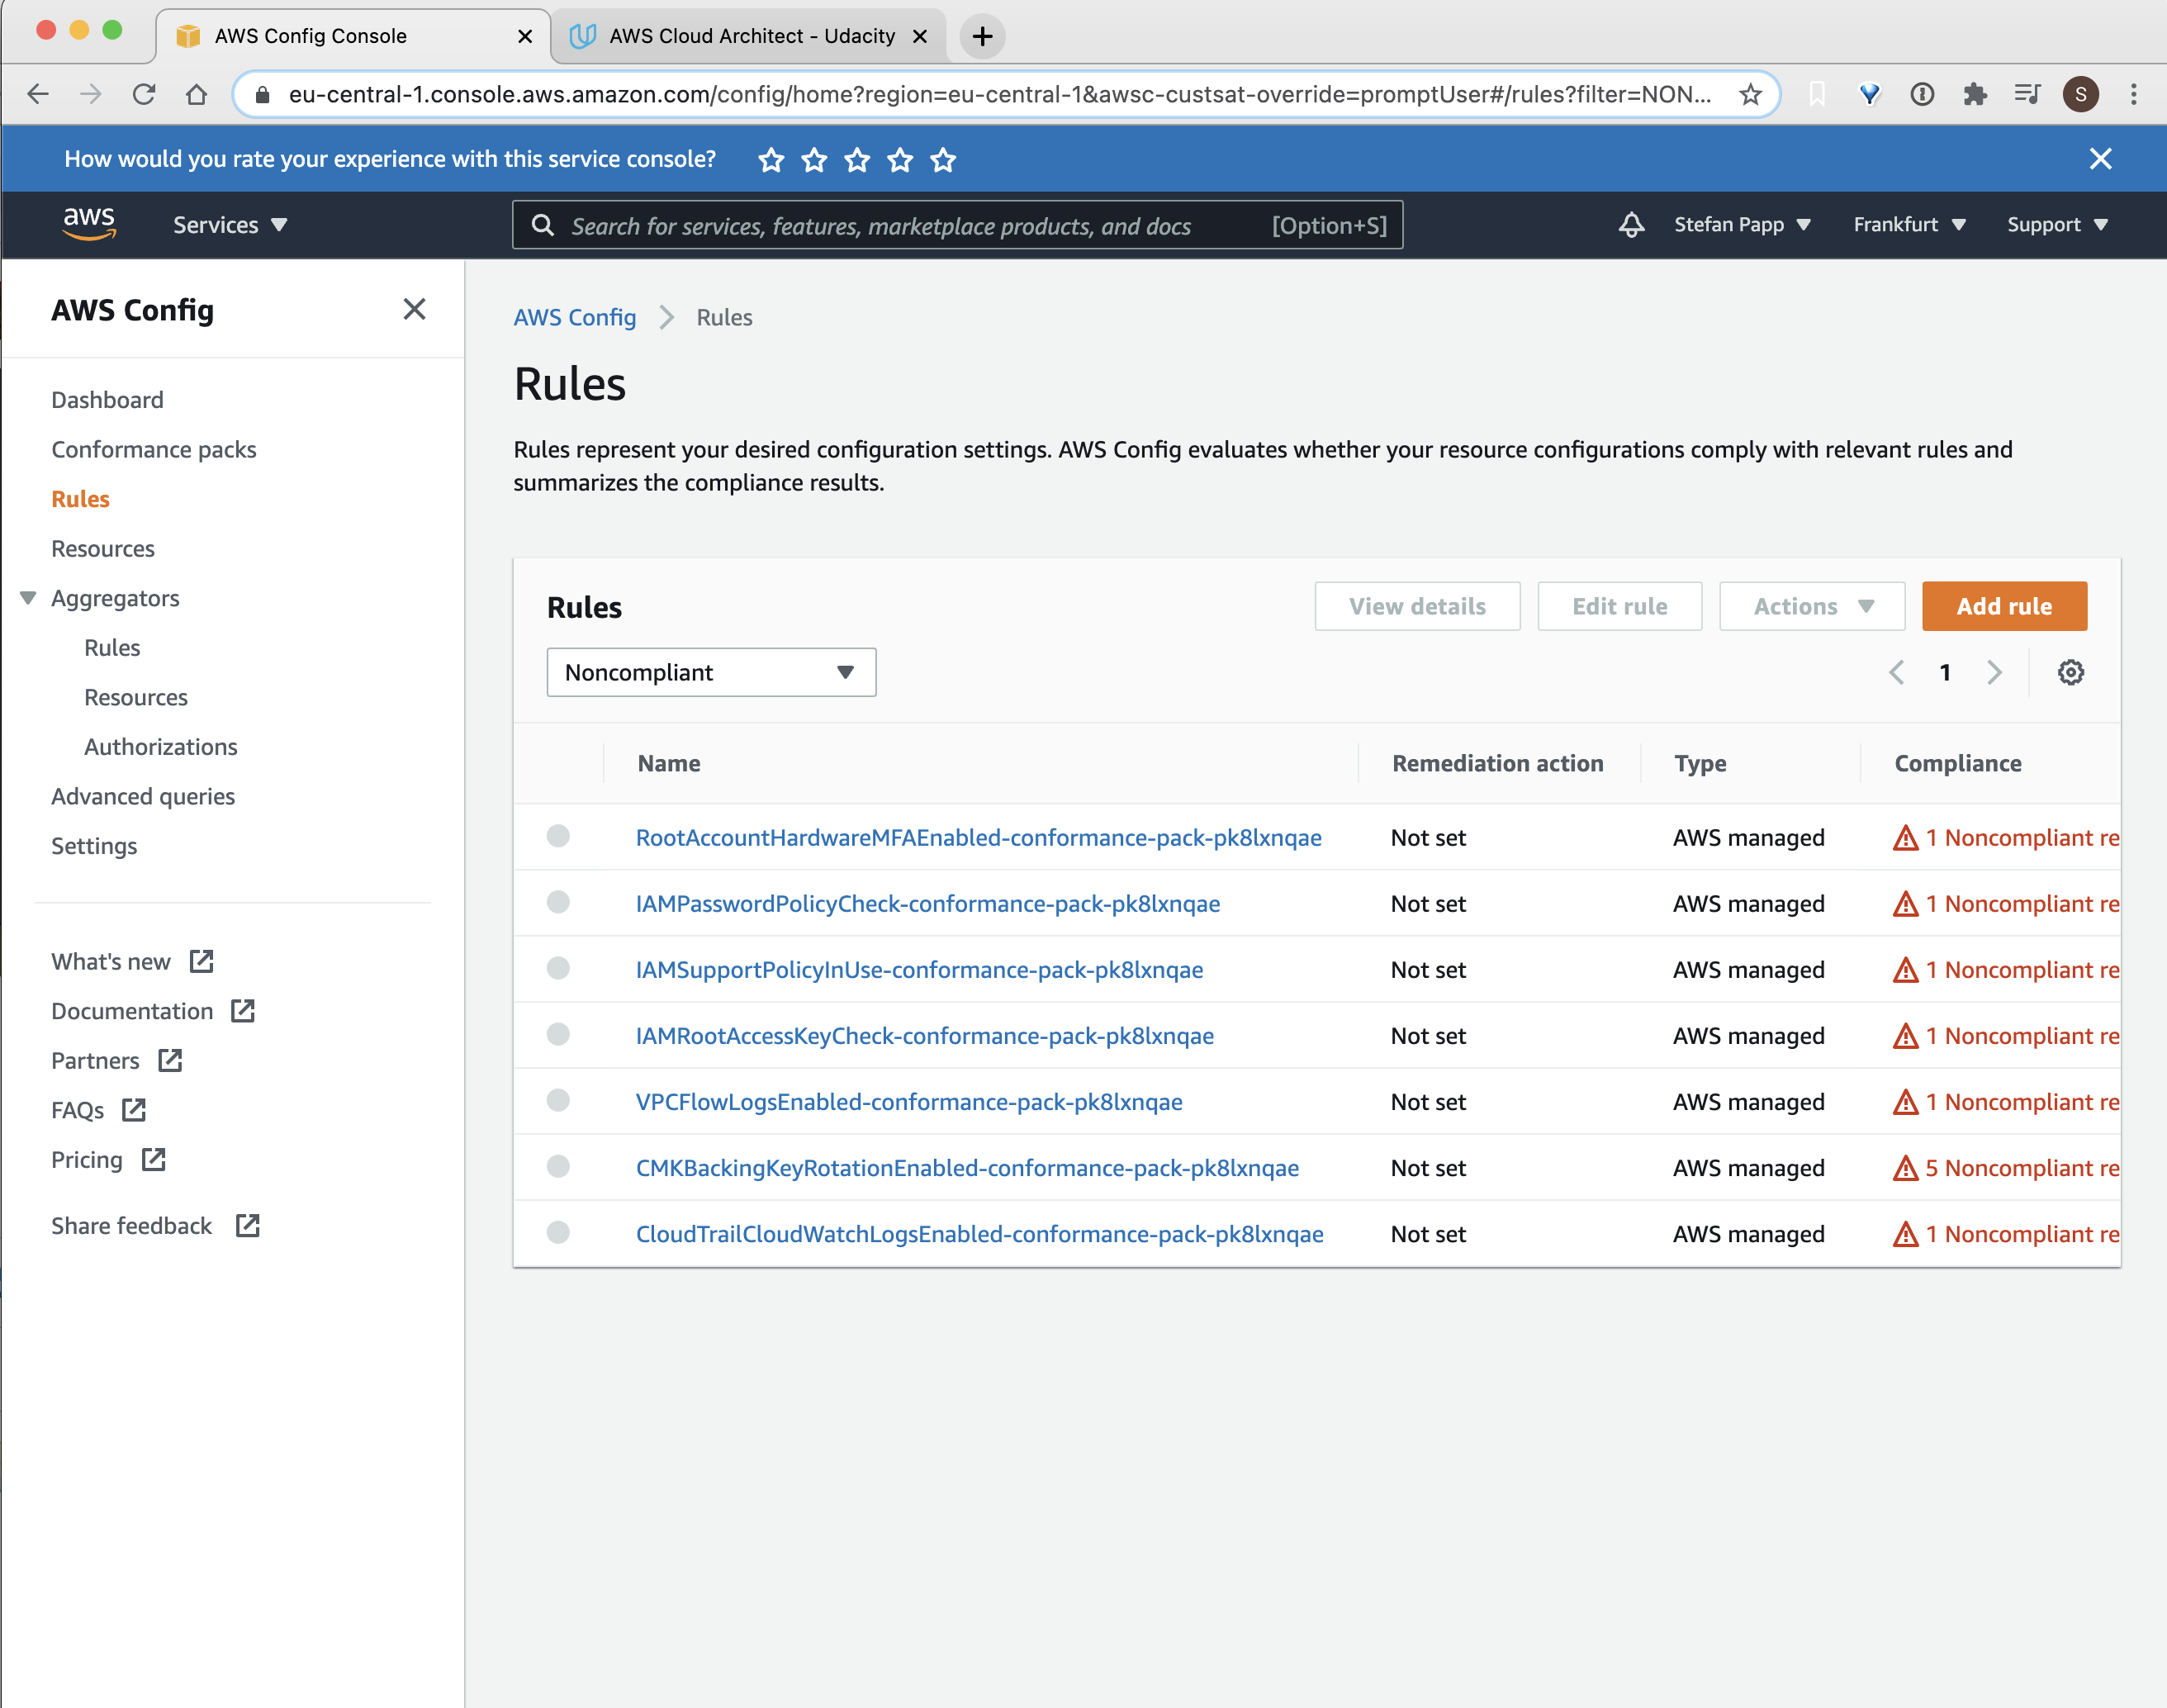 AWS Config Console
AWS Cloud Architect - Udacity
eu-central-1.console.aws.amazon.com/config/home?region=eu-central-1&awsc-custsat-override=promptUser#/rules?filter=NON...
S
How would you rate your experience with this service console?
aws
Services
Search for services, features, marketplace products, and docs
[Option+S]
Stefan Papp
Frankfurt
Support
AWS Config
Dashboard
Conformance packs
Rules
Resources
Aggregators
Rules
Resources
Authorizations
Advanced queries
Settings
What's new
Documentation
Partners
FAQs
Pricing
Share feedback
AWS Config
Rules
Rules
Rules represent your desired configuration settings. AWS Config evaluates whether your resource configurations comply with relevant rules and
summarizes the compliance results.
Rules
View details
Edit rule
Actions
Add rule
Noncompliant
1
Name Remediation action Type Compliance
RootAccountHardwareMFAEnabled-conformance-pack-pk8lxnqae Not set AWS managed 1 Noncompliant re
IAMPasswordPolicyCheck-conformance-pack-pk8lxnqae Not set AWS managed 1 Noncompliant re
IAMSupportPolicyInUse-conformance-pack-pk8lxnqae Not set AWS managed 1 Noncompliant re
IAMRootAccessKeyCheck-conformance-pack-pk8lxnqae Not set AWS managed 1 Noncompliant re
VPCFlowLogsEnabled-conformance-pack-pk8lxnqae Not set AWS managed 1 Noncompliant re
CMKBackingKeyRotationEnabled-conformance-pack-pk8lxnqae Not set AWS managed 5 Noncompliant re
CloudTrailCloudWatchLogsEnabled-conformance-pack-pk8lxnqae Not set AWS managed 1 Noncompliant re